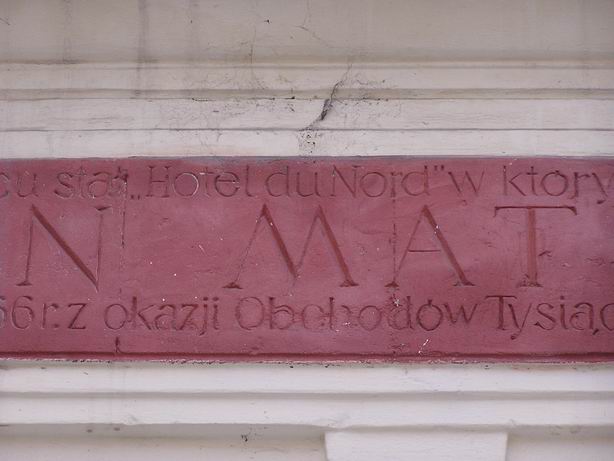 cu stał „Hotel du Nord" w który
N MAT
66 r. z okazji Obchodów Tysiąc